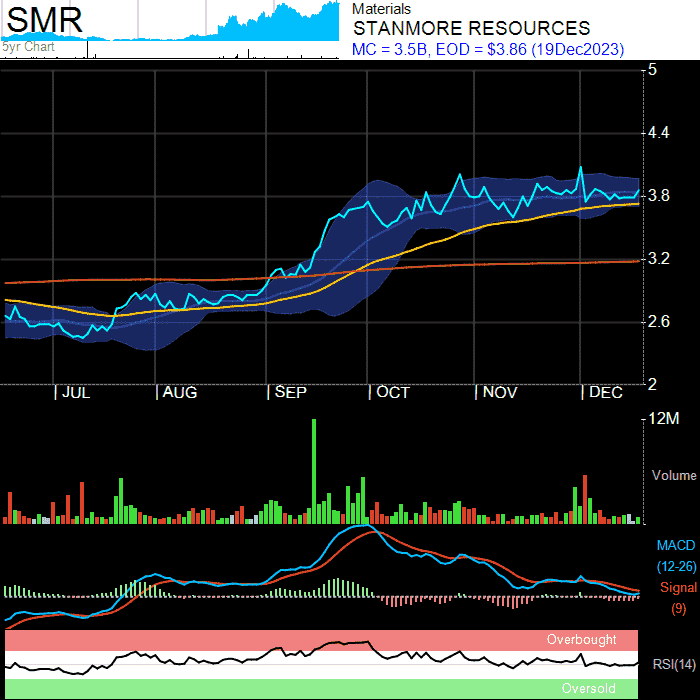 SMR
5yr Chart
Materials
STANMORE RESOURCES
MC = 3.5B, EOD = $3.86 (19Dec2023)
5
4.4
3.8
3.2
2.6
2
JUL AUG SEP OCT NOV DEC
12M
Volume
MACD
(12-26)
Signal
(9)
Overbought
RSI(14)
Oversold